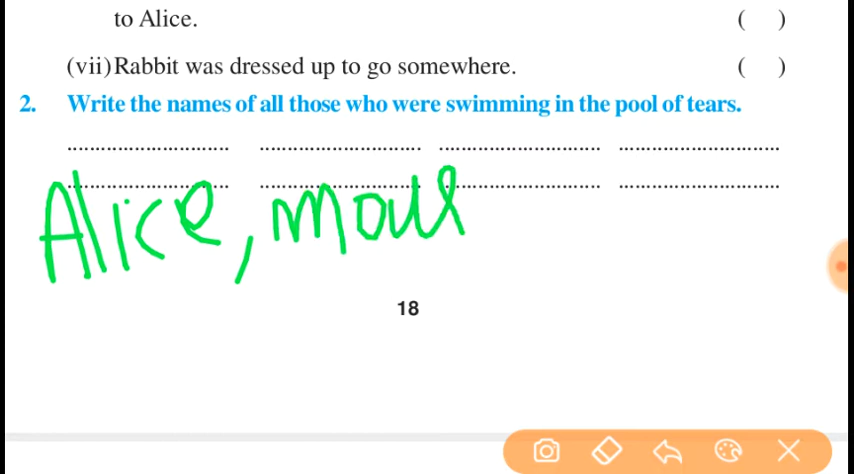 to Alice. ( )
(vii) Rabbit was dressed up to go somewhere. ( )
2. Write the names of all those who were swimming in the pool of tears.
............................. ............................. ............................. .............................
............................. ............................. ............................. .............................
Alice,
18